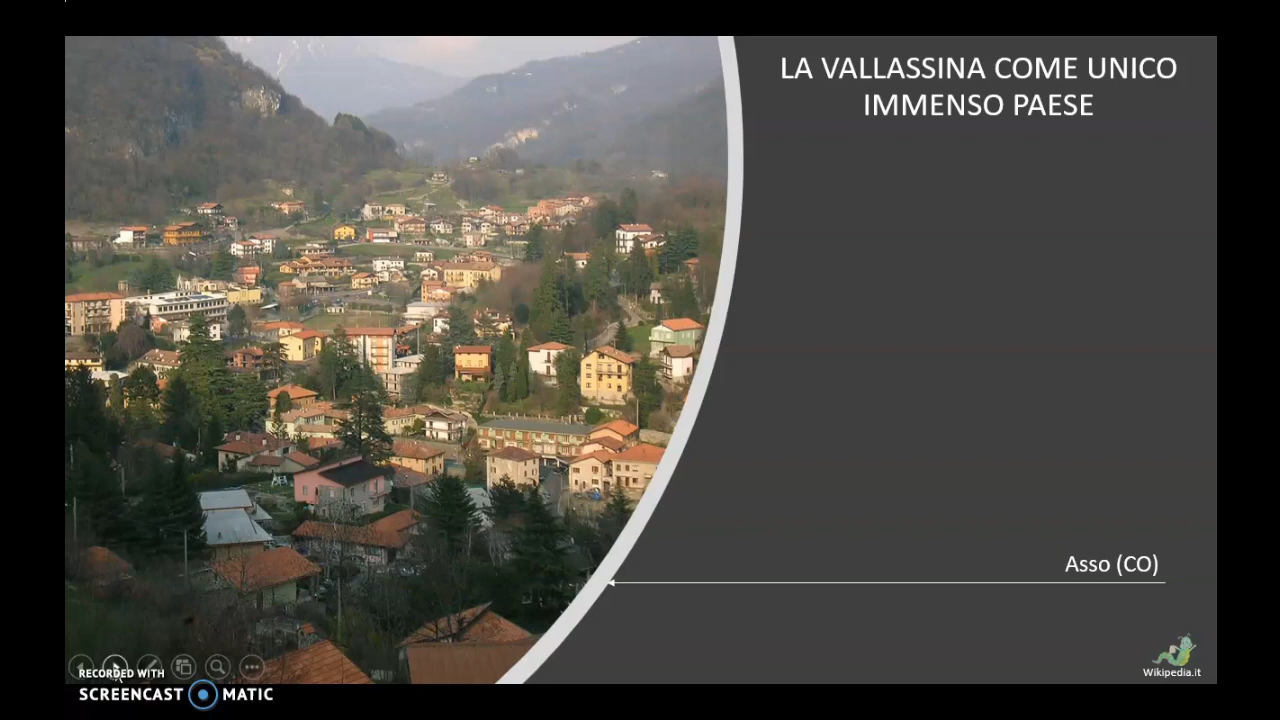 LA VALLASSINA COME UNICO
IMMENSO PAESE
Asso (CO)
Wikipedia.it
RECORDED WITH
SCREENCAST MATIC